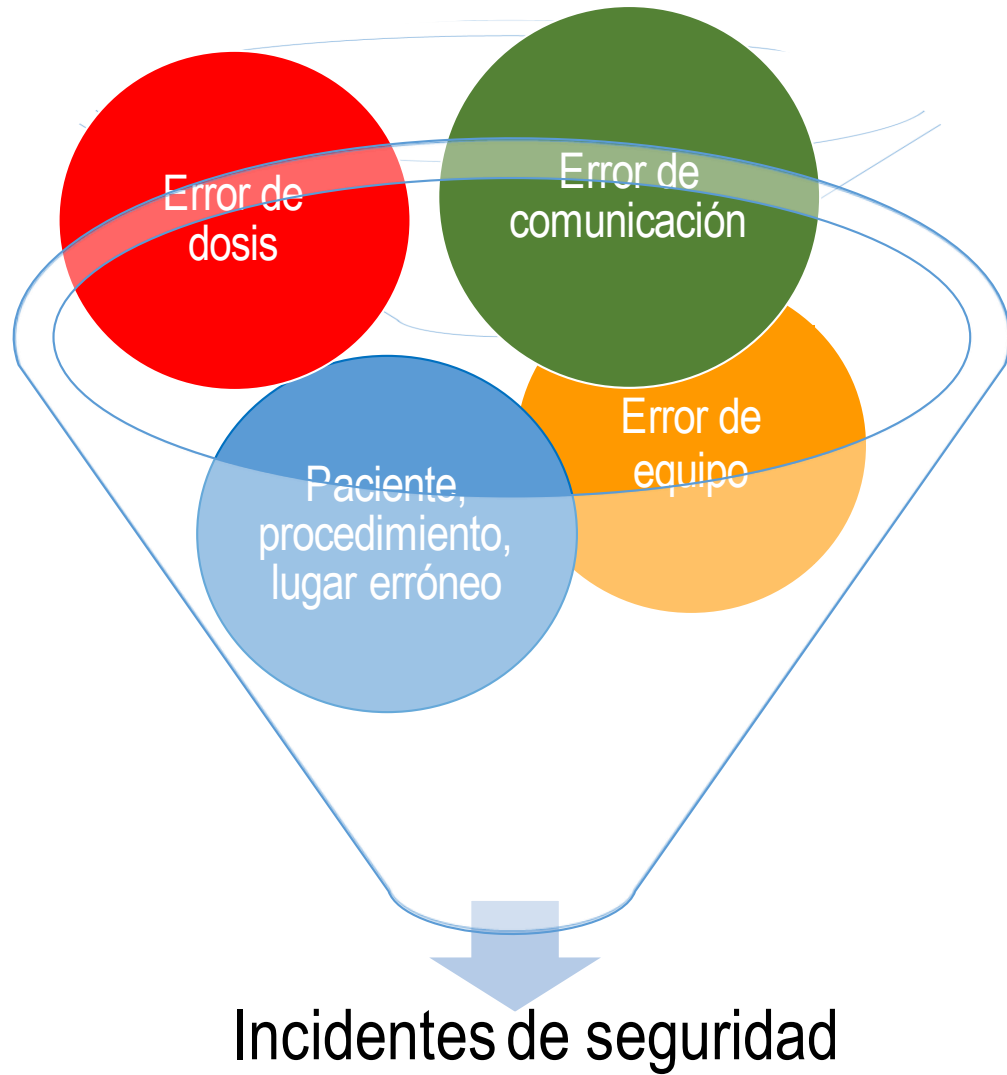 Error de
dosis
Error de
comunicación
Error de
equipo
Paciente,
procedimiento,
lugar erróneo
Incidentes de seguridad